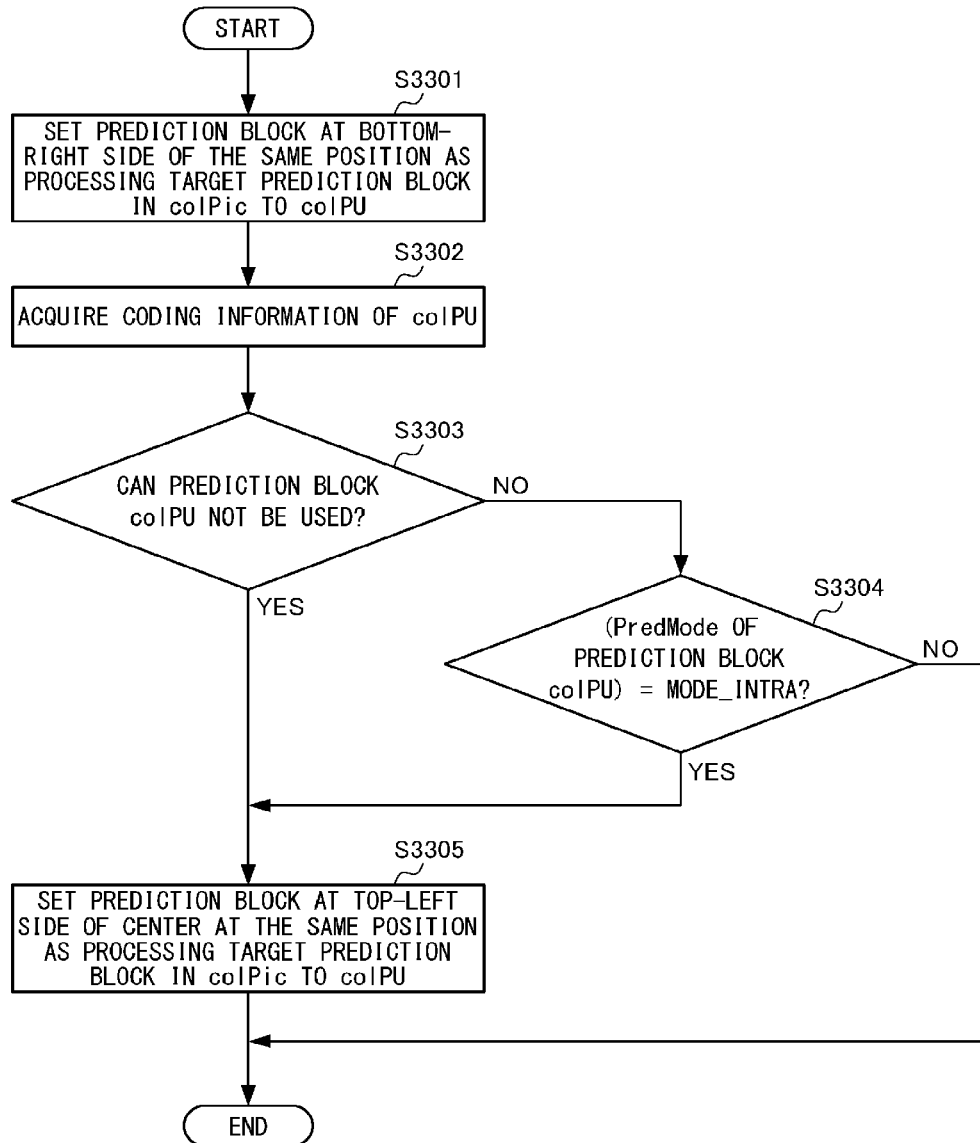 START
S3301
SET PREDICTION BLOCK AT BOTTOM-
RIGHT SIDE OF THE SAME POSITION AS
PROCESSING TARGET PREDICTION BLOCK
IN colPic TO colPU
S3302
ACQUIRE CODING INFORMATION OF colPU
S3303
CAN PREDICTION BLOCK
colPU NOT BE USED?
NO
YES
S3304
(PredMode OF
PREDICTION BLOCK
colPU) = MODE_INTRA?
NO
YES
S3305
SET PREDICTION BLOCK AT TOP-LEFT
SIDE OF CENTER AT THE SAME POSITION
AS PROCESSING TARGET PREDICTION
BLOCK IN colPic TO colPU
END